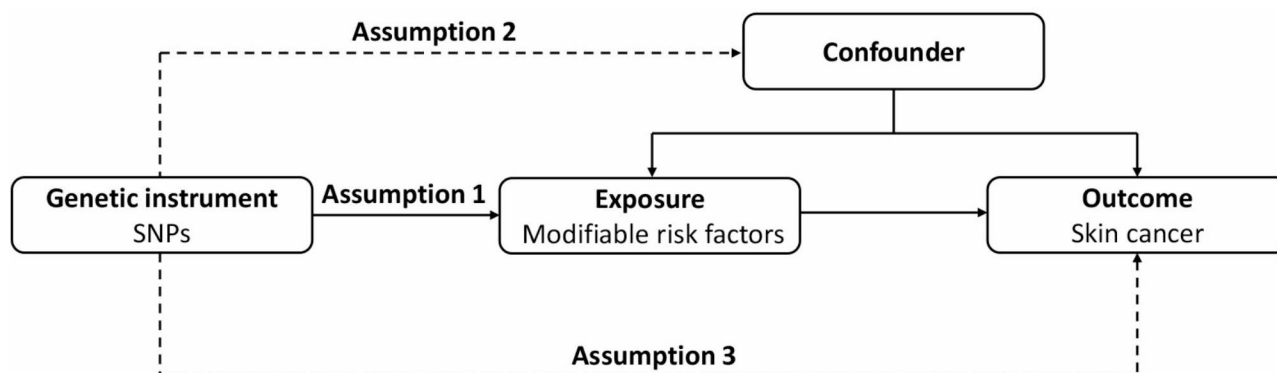 Assumption 2
Confounder
Genetic instrument
SNPs
Assumption 1
Exposure
Modifiable risk factors
Outcome
Skin cancer
Assumption 3